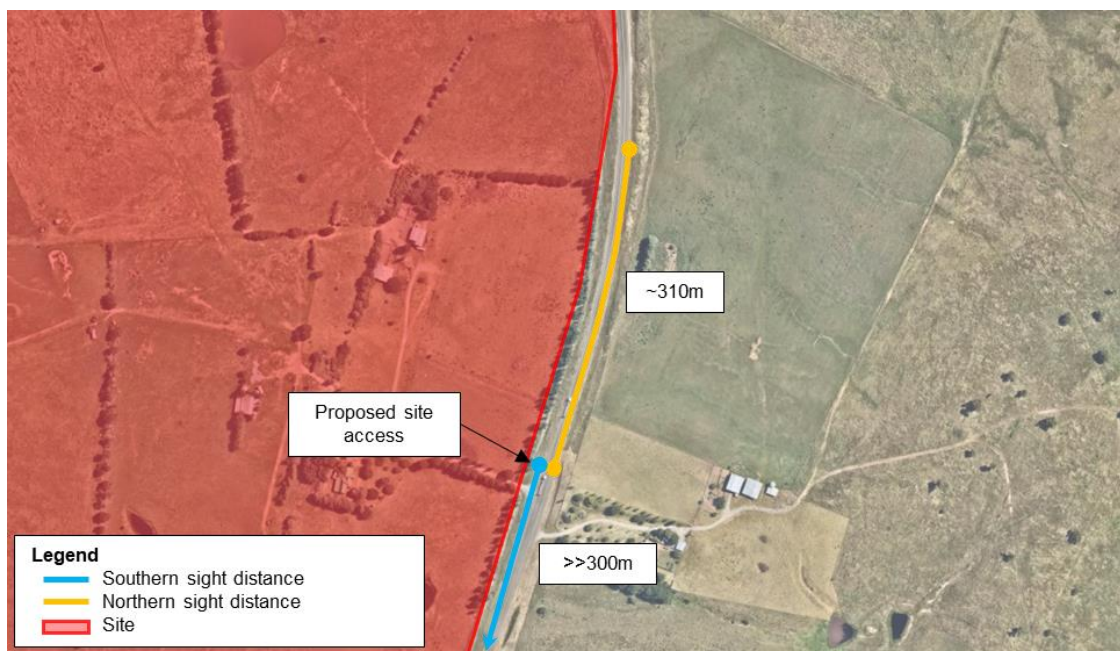 ~310m
Proposed site
access
>>300m
Legend
Southern sight distance
Northern sight distance
Site